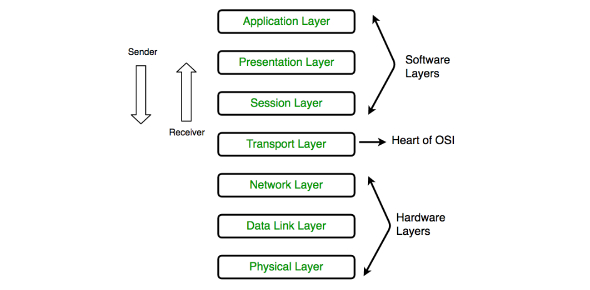 Application Layer
Sender
Presentation Layer
Software
Layers
Session Layer
Receiver
Transport Layer
Heart of OSI
Network Layer
Hardware
Layers
Data Link Layer
Physical Layer